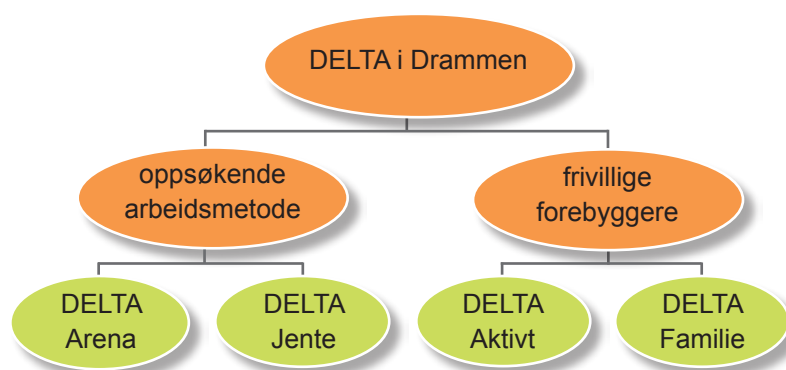 DELTA i Drammen
oppsøkende
arbeidsmetode
frivillige
forebyggere
DELTA
Arena
DELTA
Jente
DELTA
Aktivt
DELTA
Familie